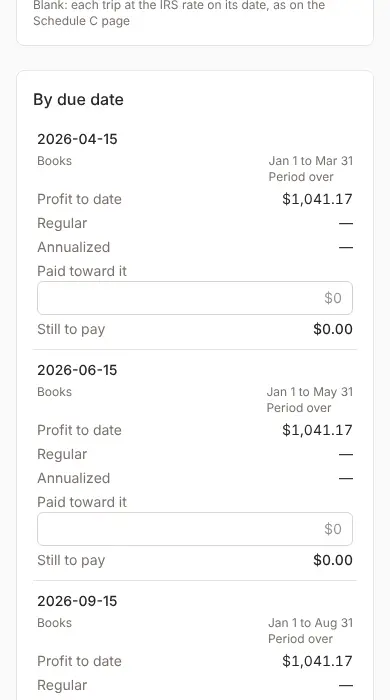 Blank: each trip at the IRS rate on its date, as on the
Schedule C page
By due date
2026-04-15
Books Jan 1 to Mar 31
Period over
Profit to date $1,041.17
Regular —
Annualized —
Paid toward it
$0
Still to pay $0.00
2026-06-15
Books Jan 1 to May 31
Period over
Profit to date $1,041.17
Regular —
Annualized —
Paid toward it
$0
Still to pay $0.00
2026-09-15
Books Jan 1 to Aug 31
Period over
Profit to date $1,041.17
Regular —